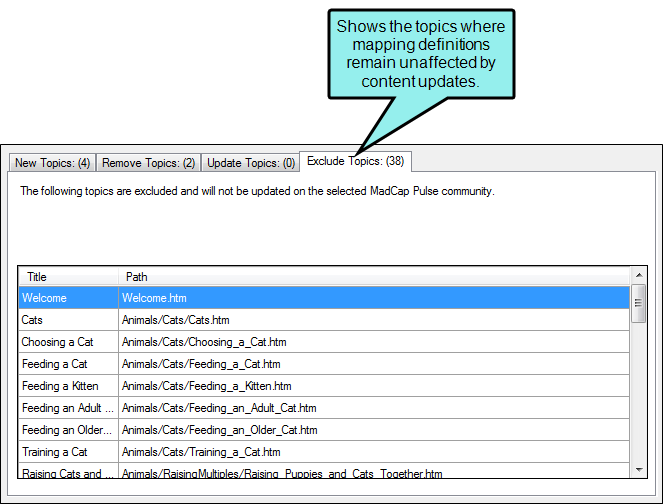 Shows the topics where
mapping definitions
remain unaffected by
content updates.
New Topics: (4) Remove Topics: (2) Update Topics: (0) Exclude Topics: (38)
The following topics are excluded and will not be updated on the selected MadCap Pulse community.
Title Path
Welcome Welcome.htm
Cats Animals/Cats/Cats.htm
Choosing a Cat Animals/Cats/Choosing_a_Cat.htm
Feeding a Cat Animals/Cats/Feeding_a_Cat.htm
Feeding a Kitten Animals/Cats/Feeding_a_Kitten.htm
Feeding an Adult ... Animals/Cats/Feeding_an_Adult_Cat.htm
Feeding an Older... Animals/Cats/Feeding_an_Older_Cat.htm
Training a Cat Animals/Cats/Training_a_Cat.htm
Raising Cats and ... Animals/RaisingMultiples/Raising_Puppies_and_Cats_Together.htm